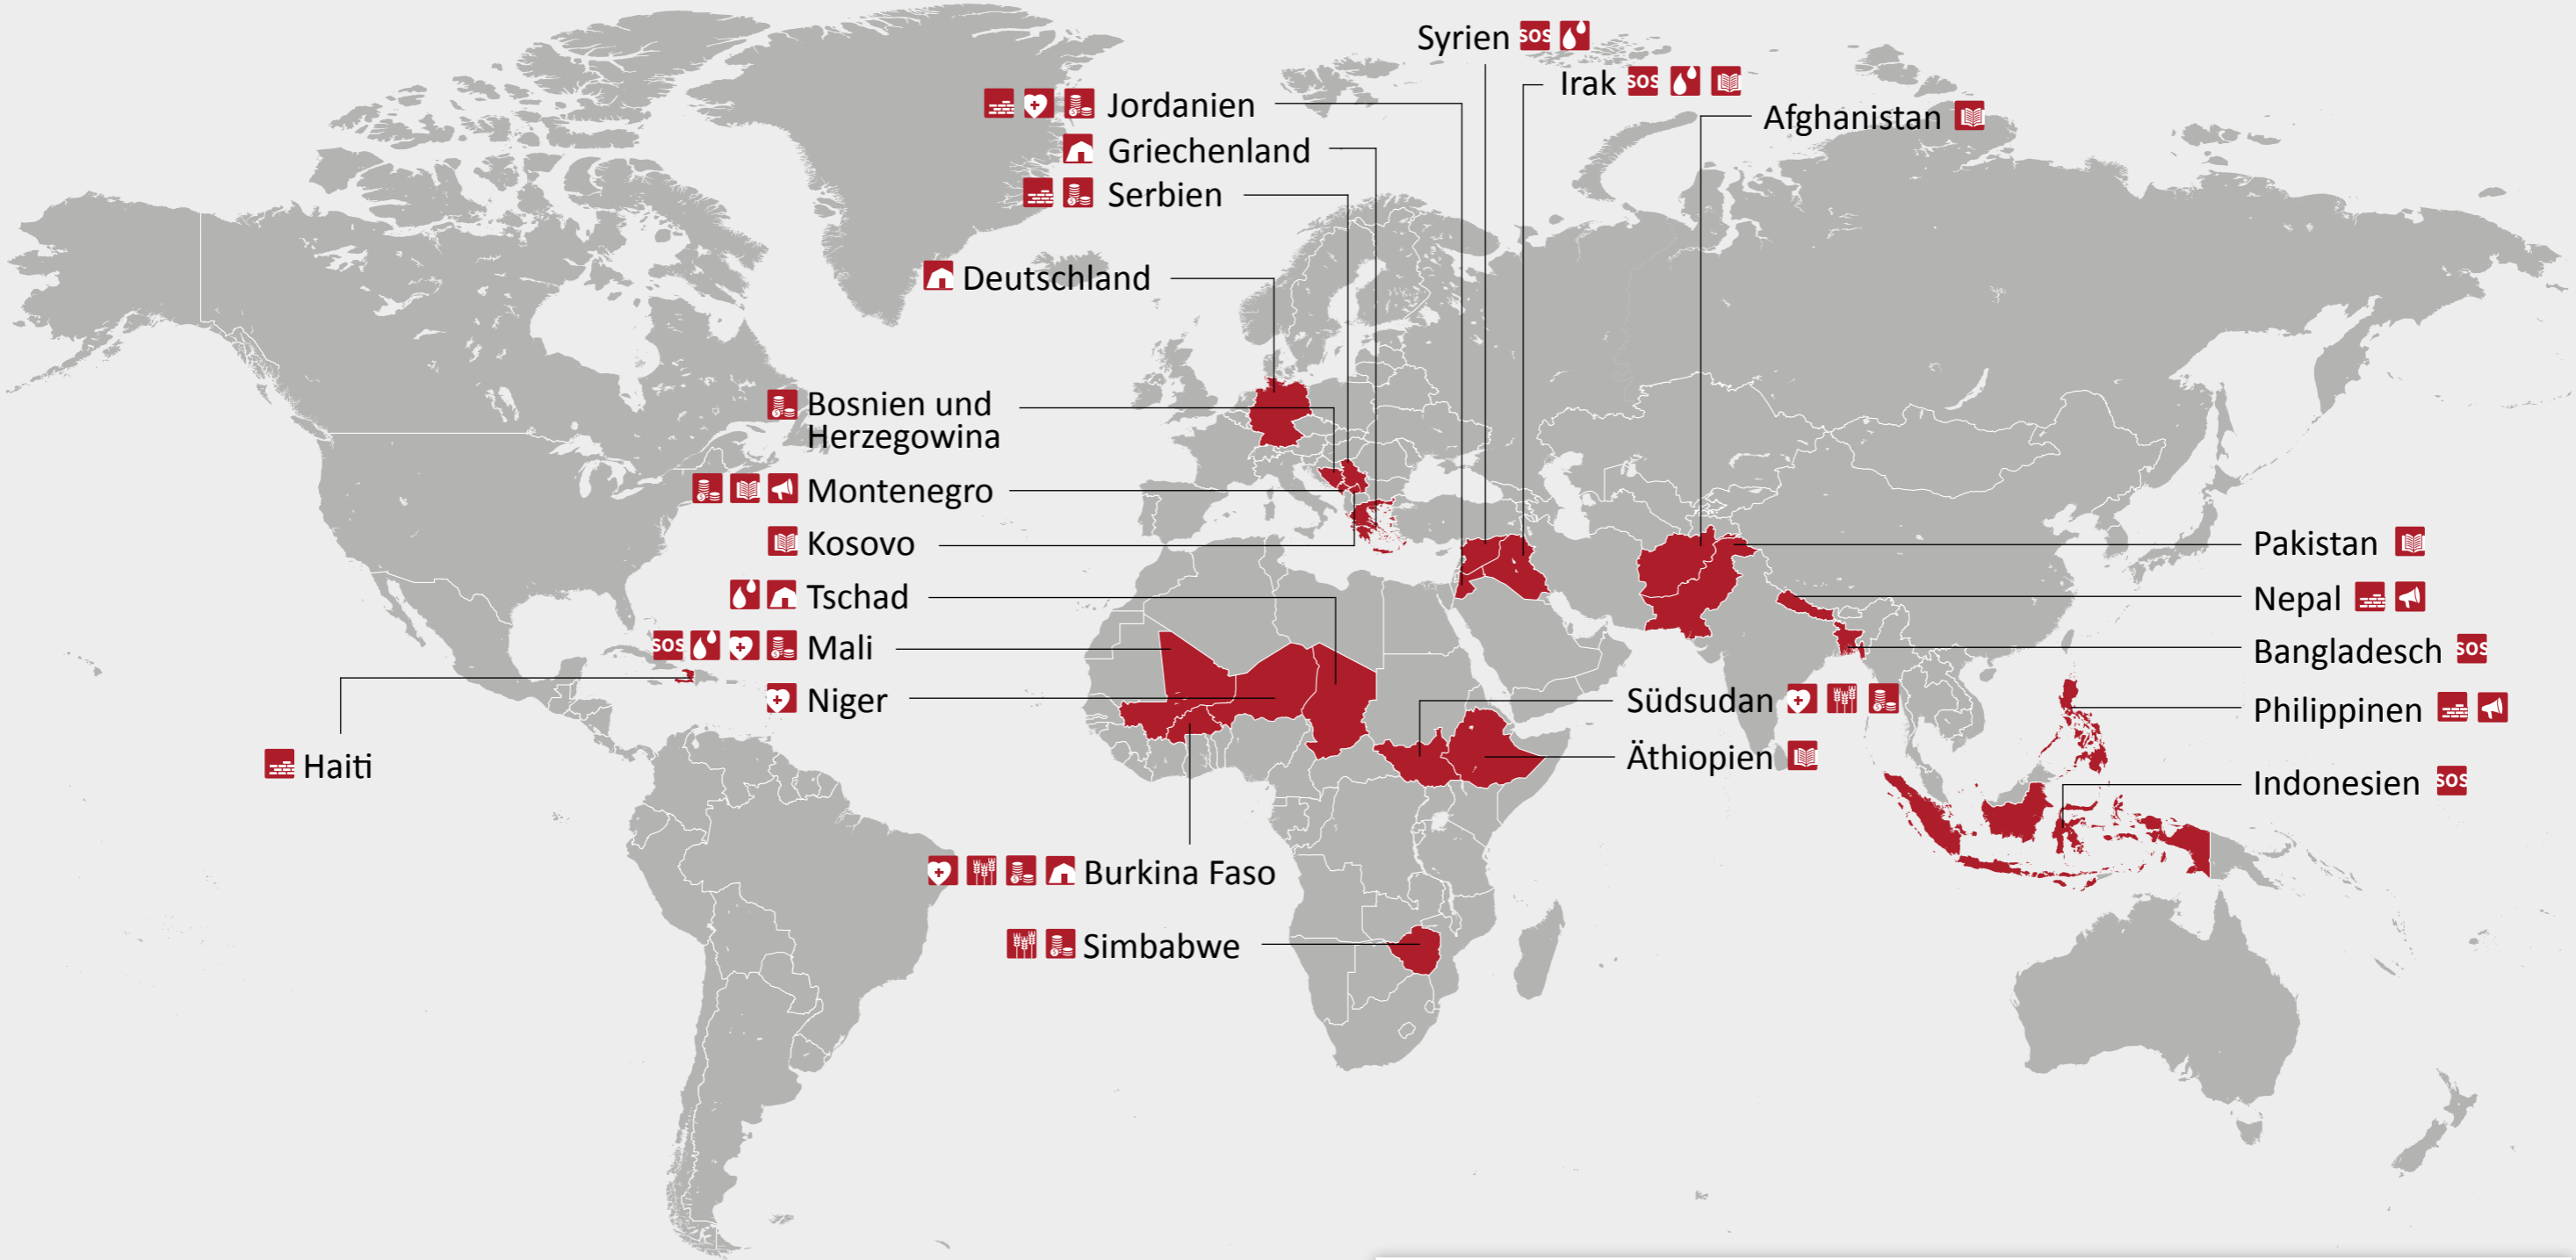 Syrien SOS
Irak SOS
Jordanien
Afghanistan
Griechenland
Serbien
Deutschland
Bosnien und
Herzegowina
Montenegro
Kosovo
Pakistan
Tschad
Nepal
SOS Mali
Bangladesch SOS
Niger
Südsudan
Philippinen
Äthiopien
Haiti
Indonesien SOS
Burkina Faso
Simbabwe